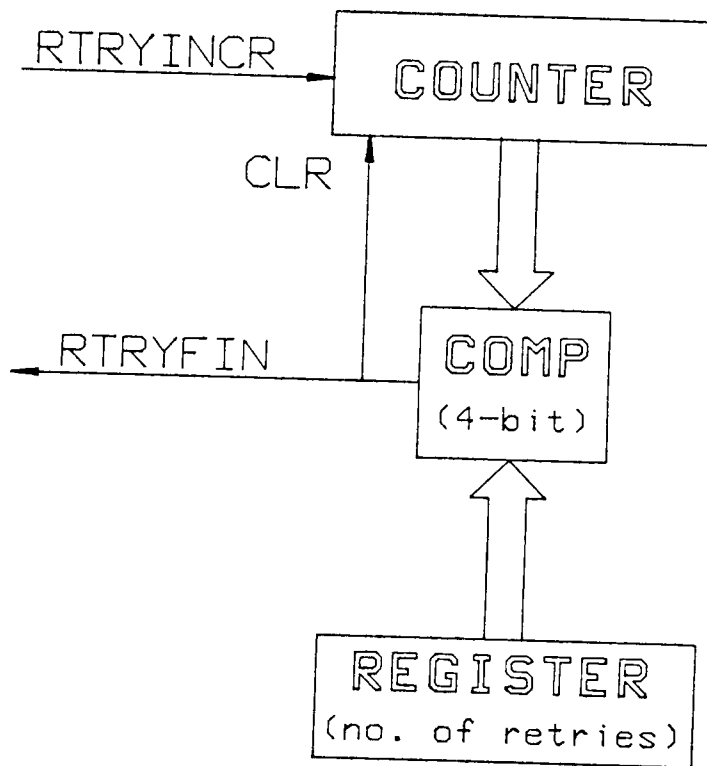 RTRYINCR
COUNTER
CLR
RTRYFIN
COMP
(4-bit)
REGISTER
(no. of retries)